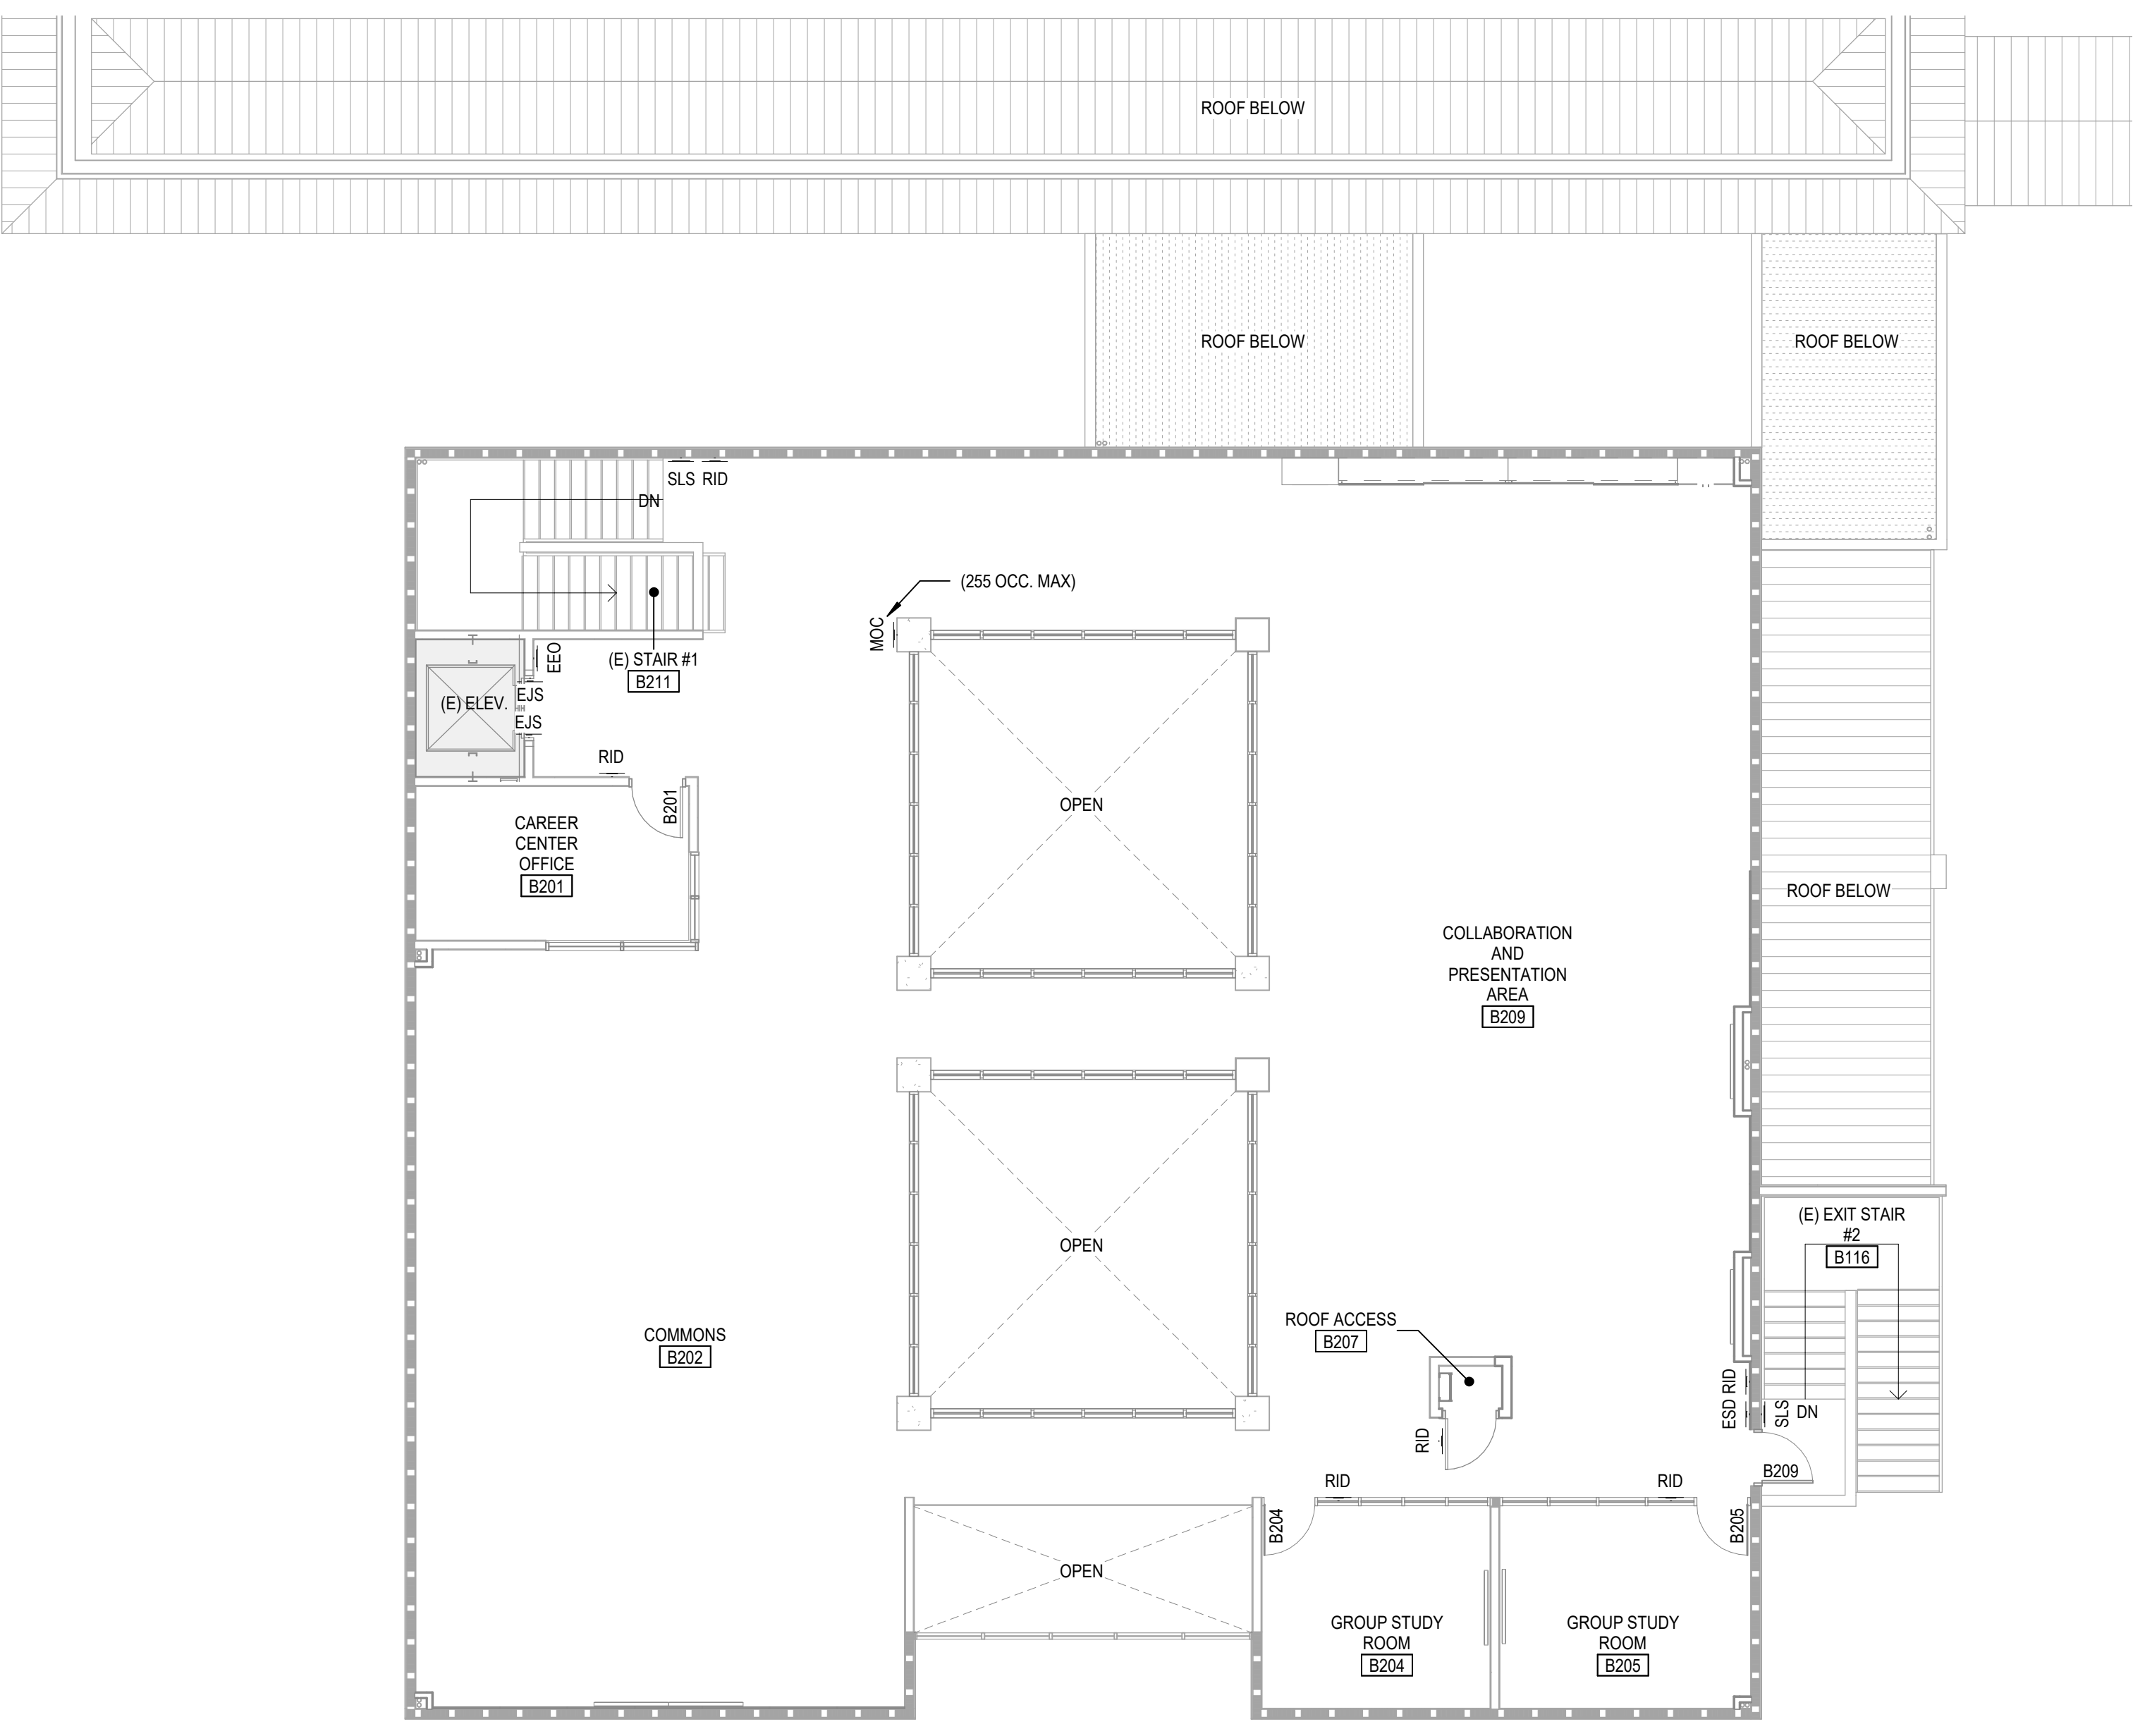 ROOF BELOW
ROOF BELOW
ROOF BELOW
SLS RID
DN
(255 OCC. MAX)
MOC
EEO
(E) STAIR #1
B211
EJS
(E) ELEV.
EJS
RID
B201
CAREER
CENTER
OFFICE
B201
OPEN
ROOF BELOW
COLLABORATION
AND
PRESENTATION
AREA
B209
OPEN
(E) EXIT STAIR
#2
B116
ROOF ACCESS
B207
COMMONS
B202
ESD RID
SLS
DN
RID
B209
RID
RID
B204
B205
OPEN
GROUP STUDY
ROOM
B204
GROUP STUDY
ROOM
B205